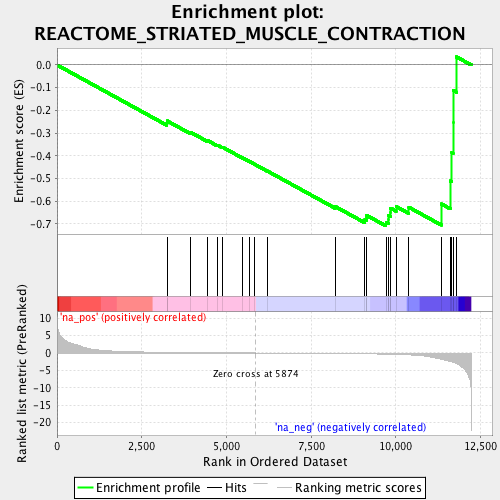 Enrichment plot:
REACTOME_STRIATED_MUSCLE_CONTRACTION
Enrichment score (ES)
0.0
-0.1
-0.2
-0.3
-0.4
-0.5
-0.6
-0.7
'na_pos' (positively correlated)
Ranked list metric (PreRanked)
10
5
0
-5
-10
-15
-20
Zero cross at 5874
'na_neg' (negatively correlated)
0
2,500
5,000
7,500
10,000
12,500
Rank in Ordered Dataset
Enrichment profile
Hits
Ranking metric scores